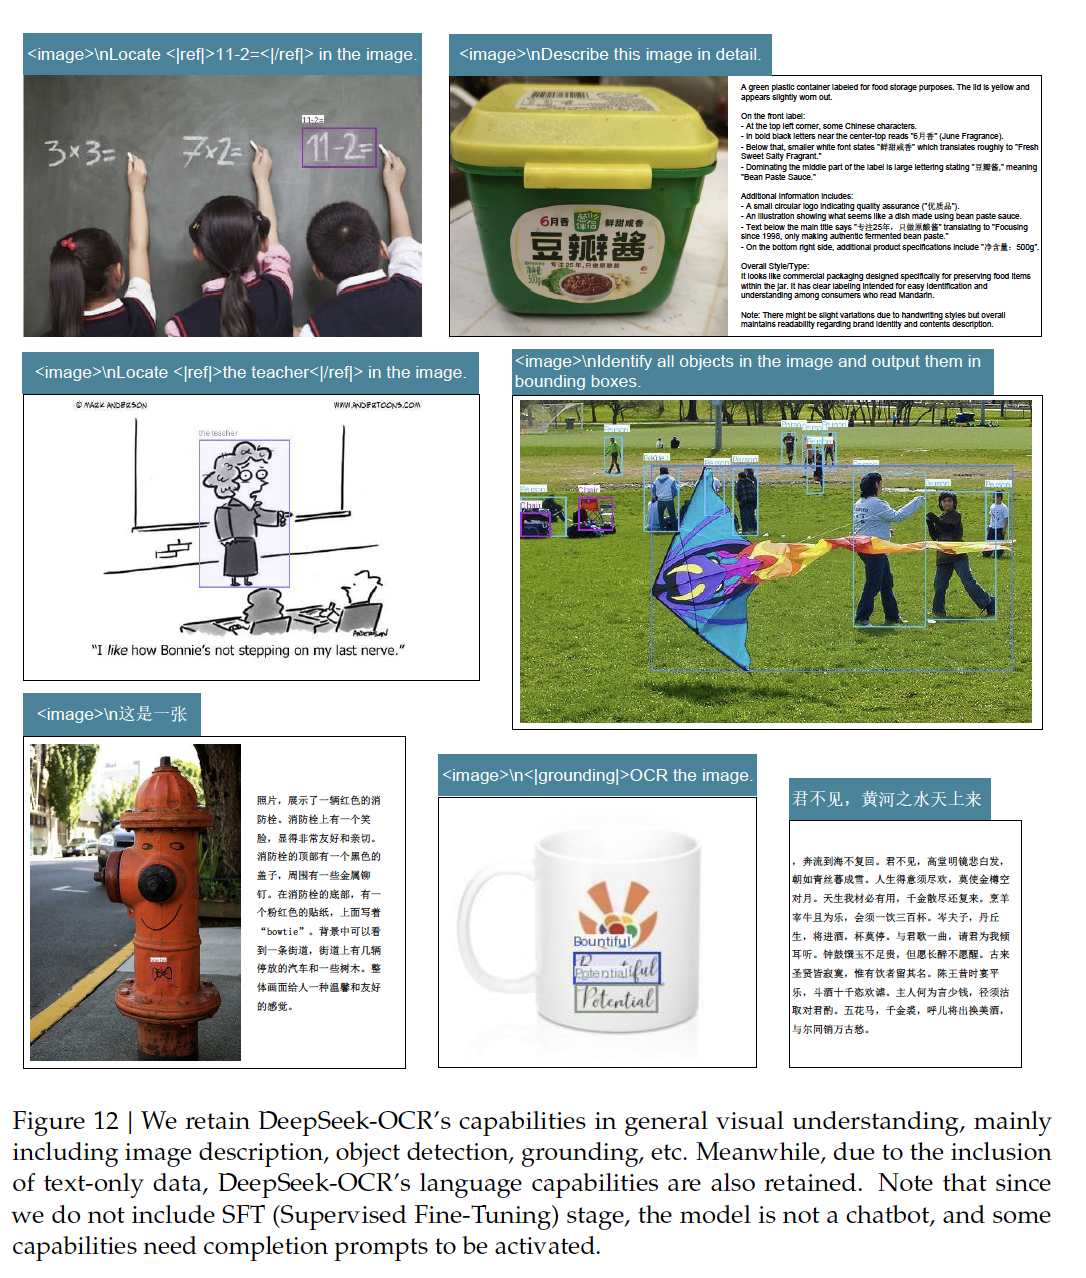 <image>\nLocate <|ref|>11-2=<|/ref|> in the image.
3×3=
7×2=
11-2=
11-2=
<image>\nDescribe this image in detail.
6月香
葱伴侣
鲜甜咸香
豆瓣酱
专注25年,只做原酿酱
净含量:
500g
A green plastic container labeled for food storage purposes. The lid is yellow and
appears slightly worn out.
On the front label:
- At the top left corner, some Chinese characters.
- In bold black letters near the center-top reads "6月香" (June Fragrance).
- Below that, smaller white font states "鲜甜咸香" which translates roughly to "Fresh
Sweet Salty Fragrant."
- Dominating the middle part of the label is large lettering stating "豆瓣酱," meaning
"Bean Paste Sauce."
Additional Information Includes:
- A small circular logo indicating quality assurance ("优质品").
- An illustration showing what seems like a dish made using bean paste sauce.
- Text below the main title says "专注25年，只做原酿酱" translating to "Focusing
since 1998, only making authentic fermented bean paste."
- On the bottom right side, additional product specifications include "净含量：500g".
Overall Style/Type:
It looks like commercial packaging designed specifically for preserving food items
within the jar. It has clear labeling intended for easy identification and
understanding among consumers who read Mandarin.
Note: There might be slight variations due to handwriting styles but overall
maintains readability regarding brand identity and contents description.
<image>\nLocate <|ref|>the teacher<|/ref|> in the image.
© MARK ANDERSON
WWW.ANDERTOONS.COM
the teacher
ANDERSON
"I like how Bonnie's not stepping on my last nerve."
<image>\nIdentify all objects in the image and output them in
bounding boxes.
Person
Person
Person
Person
Person
Person
Person
Person
Person
Person
Person
Chair
Chair
<image>\n这是一张
照片，展示了一辆红色的消
防栓。消防栓上有一个笑
脸，显得非常友好和亲切。
消防栓的顶部有一个黑色的
盖子，周围有一些金属铆
钉。在消防栓的底部，有一
个粉红色的贴纸，上面写着
“bowtie”。背景中可以看
到一条街道，街道上有几辆
停放的汽车和一些树木。整
体画面给人一种温馨和友好
的感觉。
<image>\n<|grounding|>OCR the image.
Bountiful
Potential
Potential
君不见，黄河之水天上来
，奔流到海不复回。君不见，高堂明镜悲白发，
朝如青丝暮成雪。人生得意须尽欢，莫使金樽空
对月。天生我材必有用，千金散尽还复来。烹羊
宰牛且为乐，会须一饮三百杯。岑夫子，丹丘
生，将进酒，杯莫停。与君歌一曲，请君为我倾
耳听。钟鼓馔玉不足贵，但愿长醉不愿醒。古来
圣贤皆寂寞，惟有饮者留其名。陈王昔时宴平
乐，斗酒十千恣欢谑。主人何为言少钱，径须沽
取对君酌。五花马，千金裘，呼儿将出换美酒，
与尔同销万古愁。
Figure 12 | We retain DeepSeek-OCR’s capabilities in general visual understanding, mainly
including image description, object detection, grounding, etc. Meanwhile, due to the inclusion
of text-only data, DeepSeek-OCR’s language capabilities are also retained. Note that since
we do not include SFT (Supervised Fine-Tuning) stage, the model is not a chatbot, and some
capabilities need completion prompts to be activated.